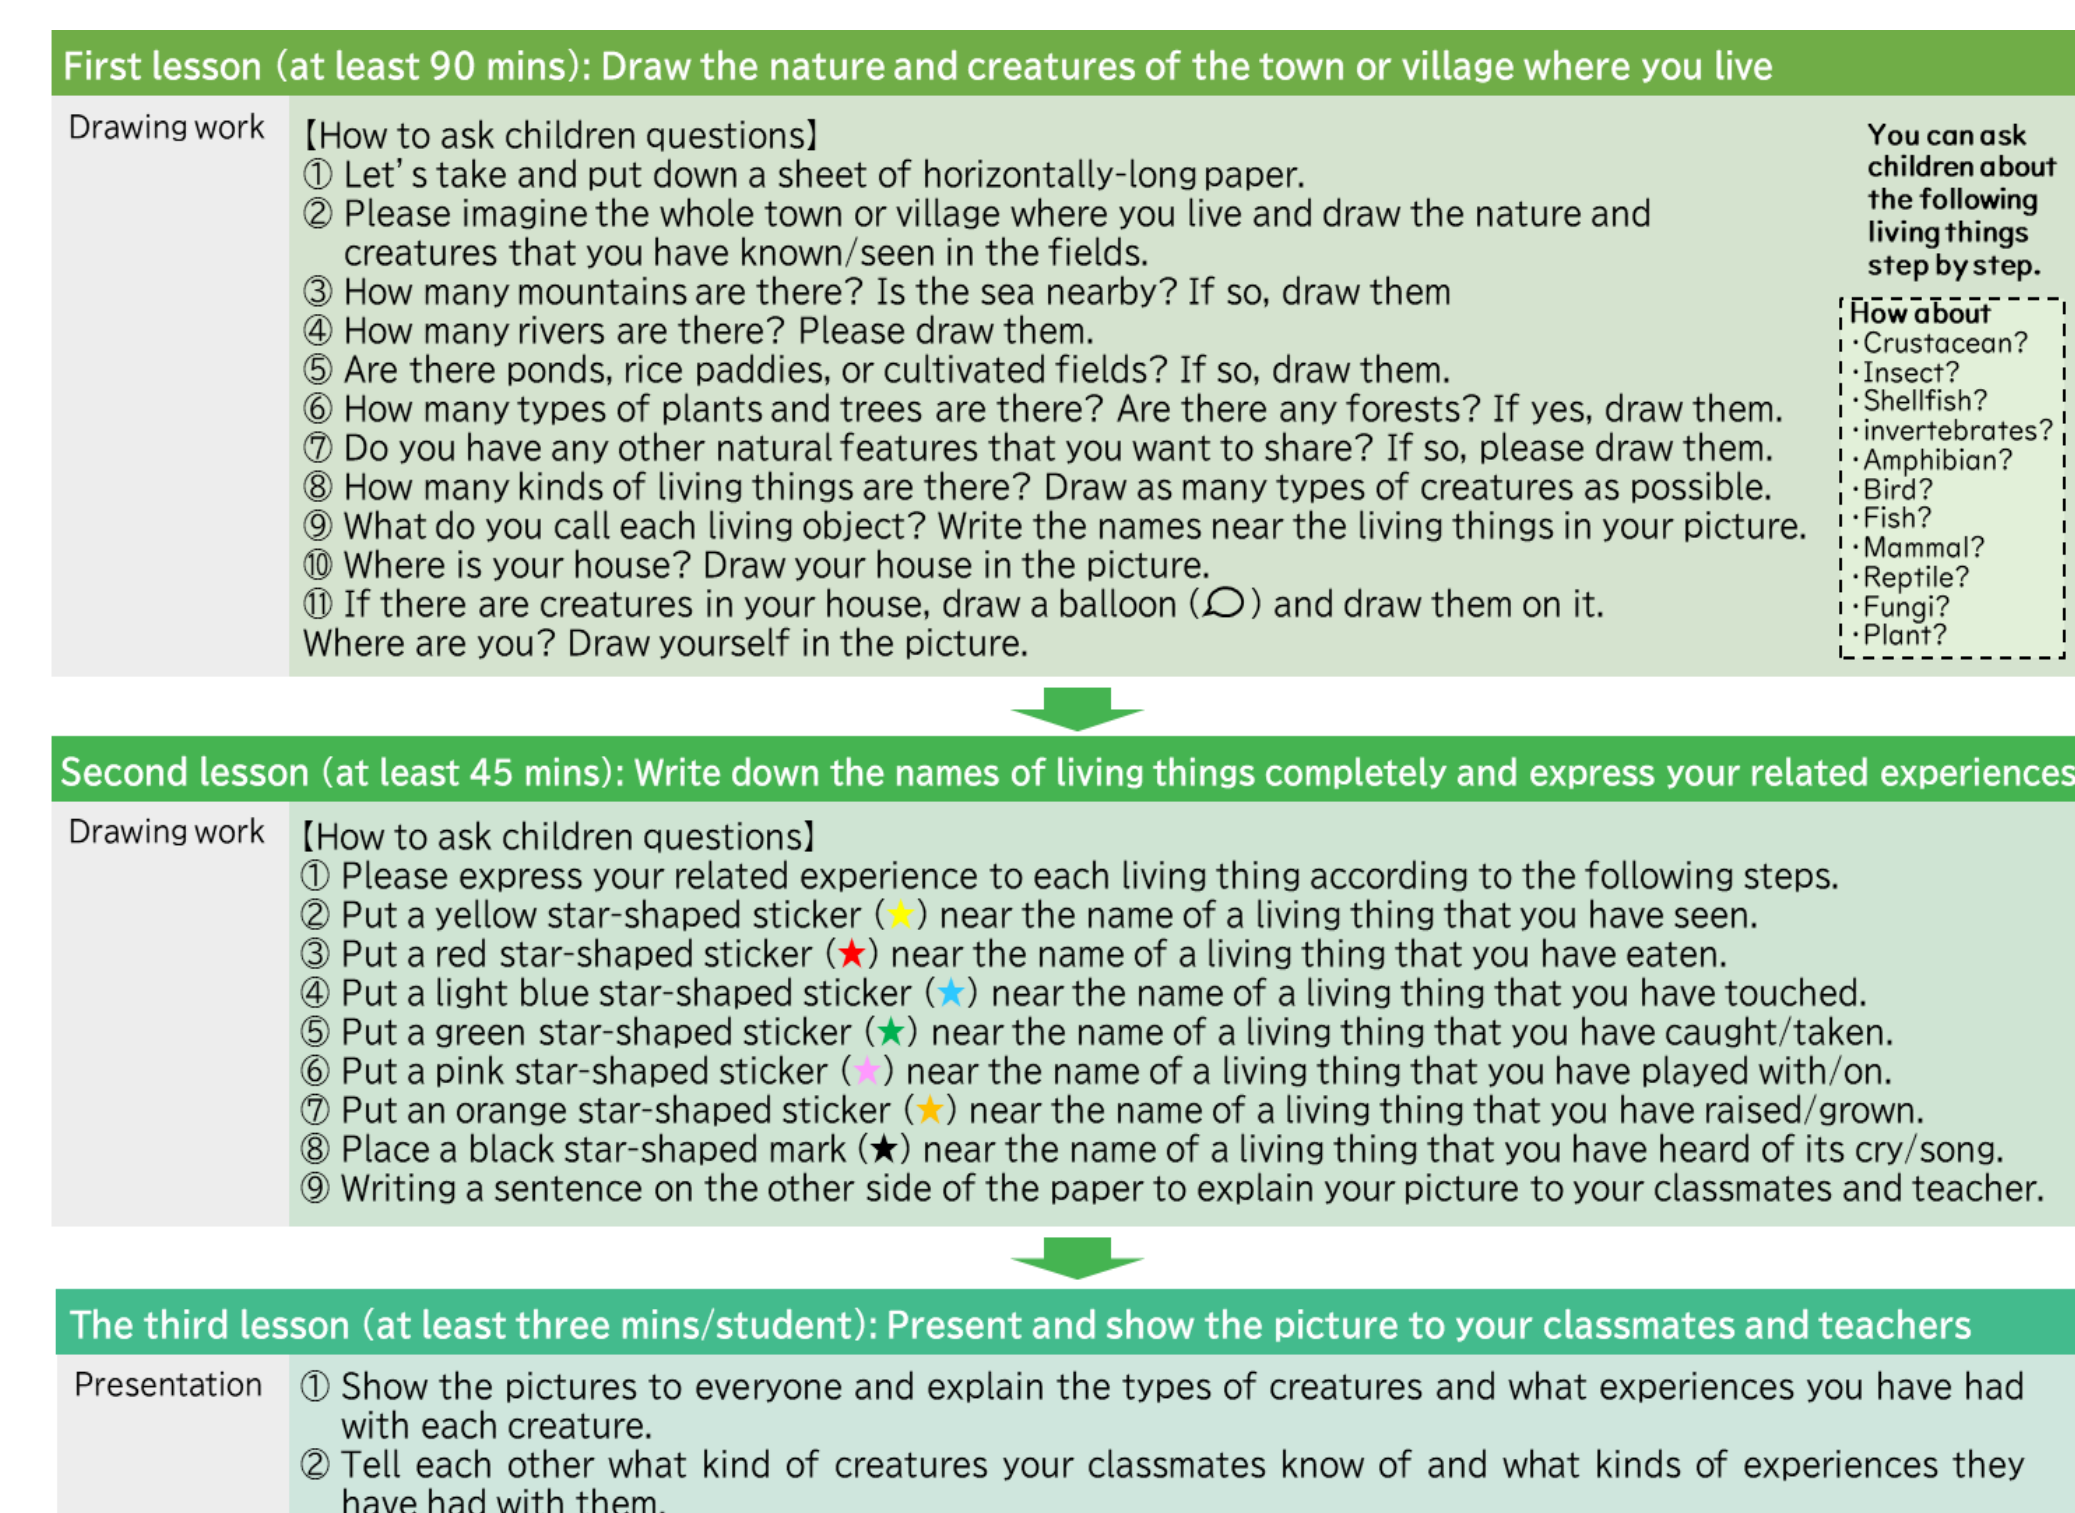 First lesson (at least 90 mins): Draw the nature and creatures of the town or village where you live
Drawing work
【How to ask children questions】
① Let's take and put down a sheet of horizontally-long paper.
② Please imagine the whole town or village where you live and draw the nature and
creatures that you have known/seen in the fields.
③ How many mountains are there? Is the sea nearby? If so, draw them
④ How many rivers are there? Please draw them.
⑤ Are there ponds, rice paddies, or cultivated fields? If so, draw them.
⑥ How many types of plants and trees are there? Are there any forests? If yes, draw them.
⑦ Do you have any other natural features that you want to share? If so, please draw them.
⑧ How many kinds of living things are there? Draw as many types of creatures as possible.
⑨ What do you call each living object? Write the names near the living things in your picture.
⑩ Where is your house? Draw your house in the picture.
⑪ If there are creatures in your house, draw a balloon ( ) and draw them on it.
Where are you? Draw yourself in the picture.
You can ask
children about
the following
living things
step by step.
How about
・Crustacean?
・Insect?
・Shellfish?
・invertebrates?
・Amphibian?
・Bird?
・Fish?
・Mammal?
・Reptile?
・Fungi?
・Plant?
Second lesson (at least 45 mins): Write down the names of living things completely and express your related experiences
Drawing work
【How to ask children questions】
① Please express your related experience to each living thing according to the following steps.
② Put a yellow star-shaped sticker (★) near the name of a living thing that you have seen.
③ Put a red star-shaped sticker (★) near the name of a living thing that you have eaten.
④ Put a light blue star-shaped sticker (★) near the name of a living thing that you have touched.
⑤ Put a green star-shaped sticker (★) near the name of a living thing that you have caught/taken.
⑥ Put a pink star-shaped sticker (★) near the name of a living thing that you have played with/on.
⑦ Put an orange star-shaped sticker (★) near the name of a living thing that you have raised/grown.
⑧ Place a black star-shaped mark (★) near the name of a living thing that you have heard of its cry/song.
⑨ Writing a sentence on the other side of the paper to explain your picture to your classmates and teacher.
The third lesson (at least three mins/student): Present and show the picture to your classmates and teachers
Presentation
① Show the pictures to everyone and explain the types of creatures and what experiences you have had
with each creature.
② Tell each other what kind of creatures your classmates know of and what kinds of experiences they
have had with them.